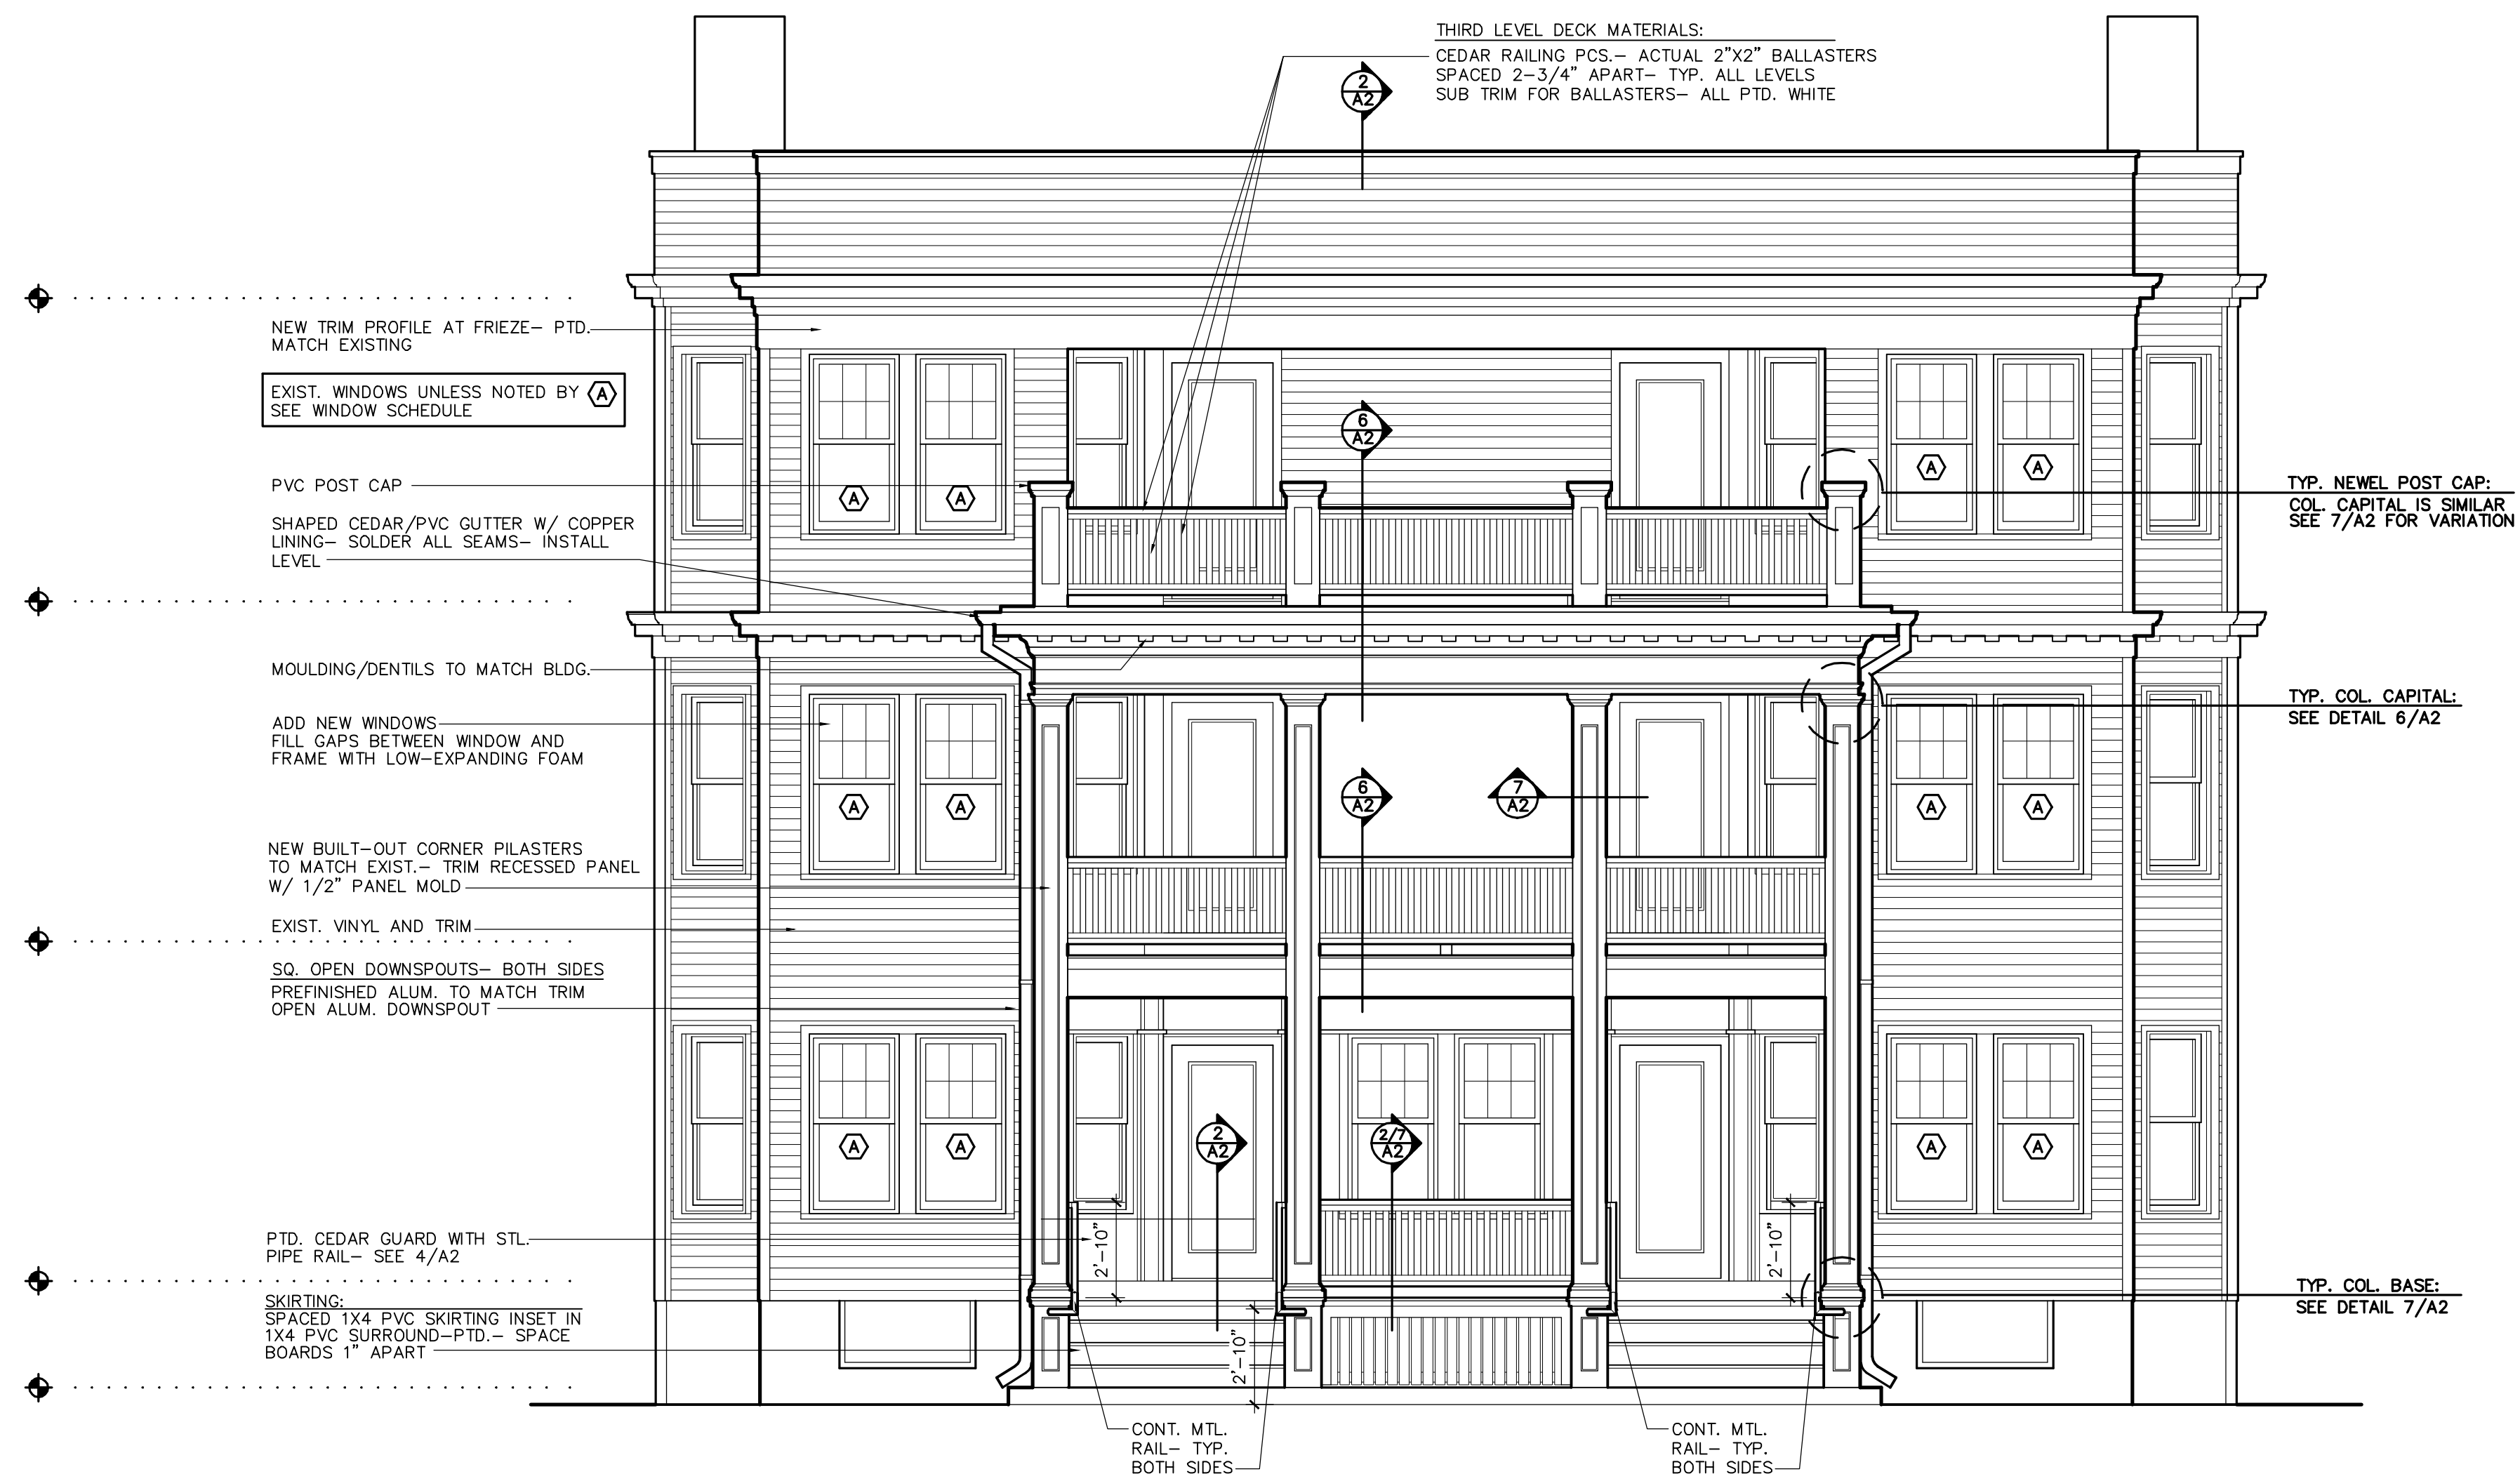 THIRD LEVEL DECK MATERIALS:
CEDAR RAILING PCS.– ACTUAL 2"X2" BALLASTERS
SPACED 2–3/4" APART– TYP. ALL LEVELS
SUB TRIM FOR BALLASTERS– ALL PTD. WHITE
2
A2
NEW TRIM PROFILE AT FRIEZE– PTD.
MATCH EXISTING
EXIST. WINDOWS UNLESS NOTED BY A
SEE WINDOW SCHEDULE
6
A2
A
A
A
A
PVC POST CAP
TYP. NEWEL POST CAP:
COL. CAPITAL IS SIMILAR
SEE 7/A2 FOR VARIATION
SHAPED CEDAR/PVC GUTTER W/ COPPER
LINING– SOLDER ALL SEAMS– INSTALL
LEVEL
MOULDING/DENTILS TO MATCH BLDG.
TYP. COL. CAPITAL:
SEE DETAIL 6/A2
ADD NEW WINDOWS
FILL GAPS BETWEEN WINDOW AND
FRAME WITH LOW–EXPANDING FOAM
6
A2
7
A2
A
A
A
A
NEW BUILT–OUT CORNER PILASTERS
TO MATCH EXIST.– TRIM RECESSED PANEL
W/ 1/2" PANEL MOLD
EXIST. VINYL AND TRIM
SQ. OPEN DOWNSPOUTS– BOTH SIDES
PREFINISHED ALUM. TO MATCH TRIM
OPEN ALUM. DOWNSPOUT
2
A2
2/7
A2
A
A
A
A
PTD. CEDAR GUARD WITH STL.
PIPE RAIL– SEE 4/A2
2'–10"
2'–10"
TYP. COL. BASE:
SEE DETAIL 7/A2
SKIRTING:
SPACED 1X4 PVC SKIRTING INSET IN
1X4 PVC SURROUND–PTD.– SPACE
BOARDS 1" APART
2'–10"
CONT. MTL.
RAIL– TYP.
BOTH SIDES
CONT. MTL.
RAIL– TYP.
BOTH SIDES